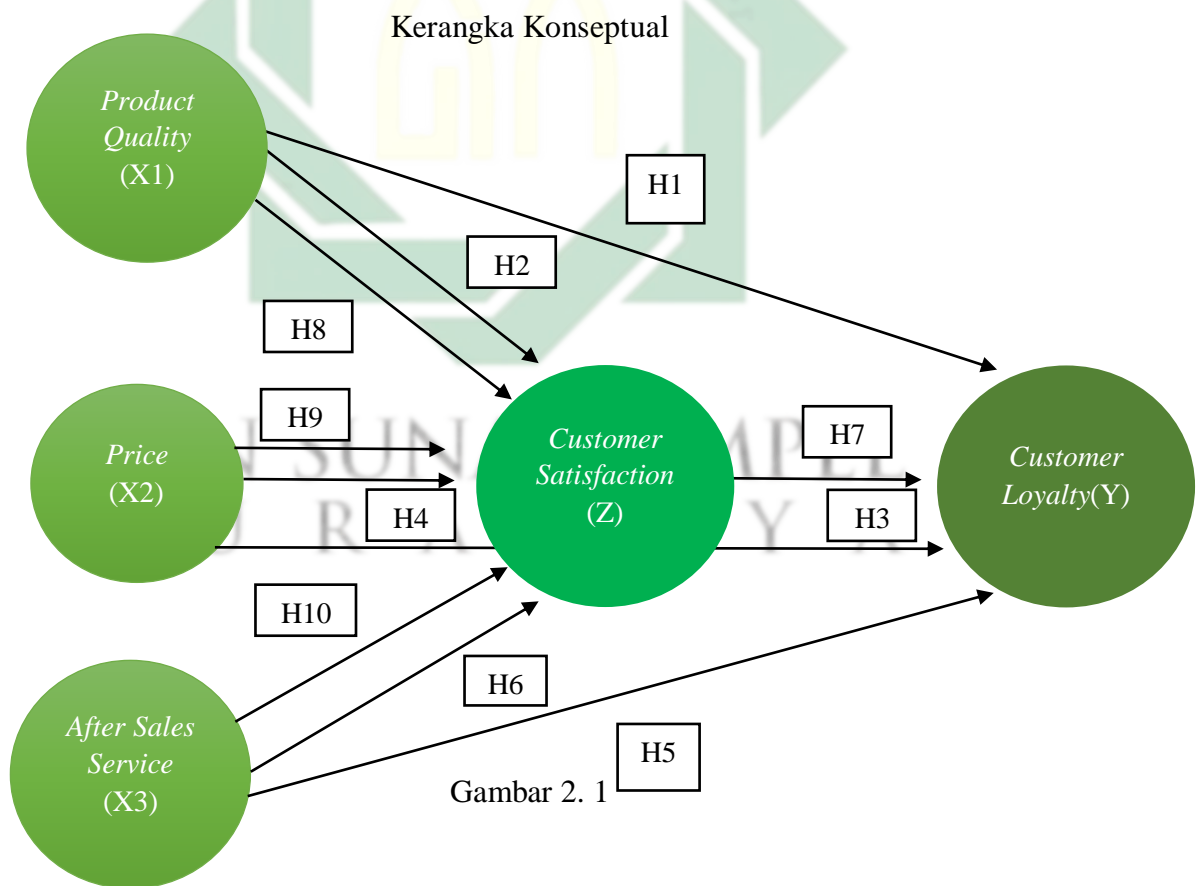 Kerangka Konseptual
Product
Quality
(X1)
H1
H2
H8
H9
Price
(X2)
H4
Customer
Satisfaction
(Z)
H7
H3
Customer
Loyalty(Y)
H10
H6
After Sales
Service
(X3)
H5
Gambar 2. 1